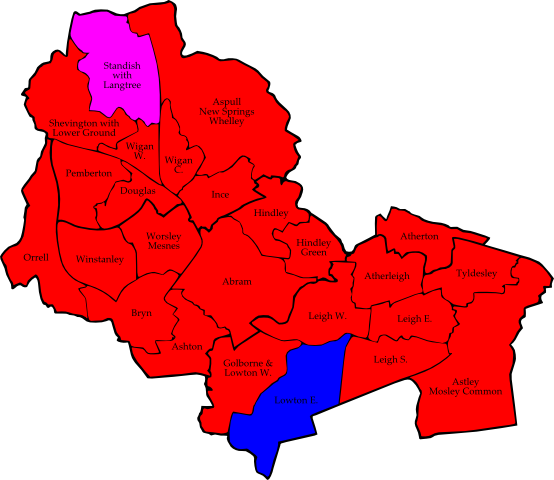 Standish
with
Langtree
Aspull
New Springs
Whelley
Shevington with
Lower Ground
Wigan
W.
Wigan
C.
Pemberton
Douglas
Ince
Hindley
Worsley
Mesnes
Hindley
Green
Atherton
Orrell
Winstanley
Abram
Atherleigh
Tyldesley
Bryn
Leigh W.
Leigh E.
Ashton
Golborne &
Lowton W
Leigh S.
Astley
Mosley Common
Lowton E.